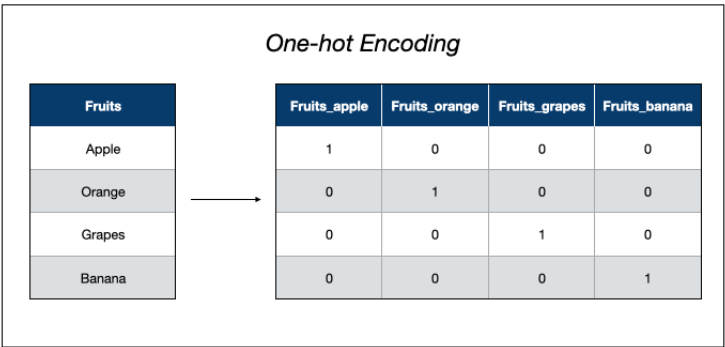 One-hot Encoding
Fruits
Apple
Orange
Grapes
Banana
Fruits_apple Fruits_orange Fruits_grapes Fruits_banana
1 0 0 0
0 1 0 0
0 0 1 0
0 0 0 1